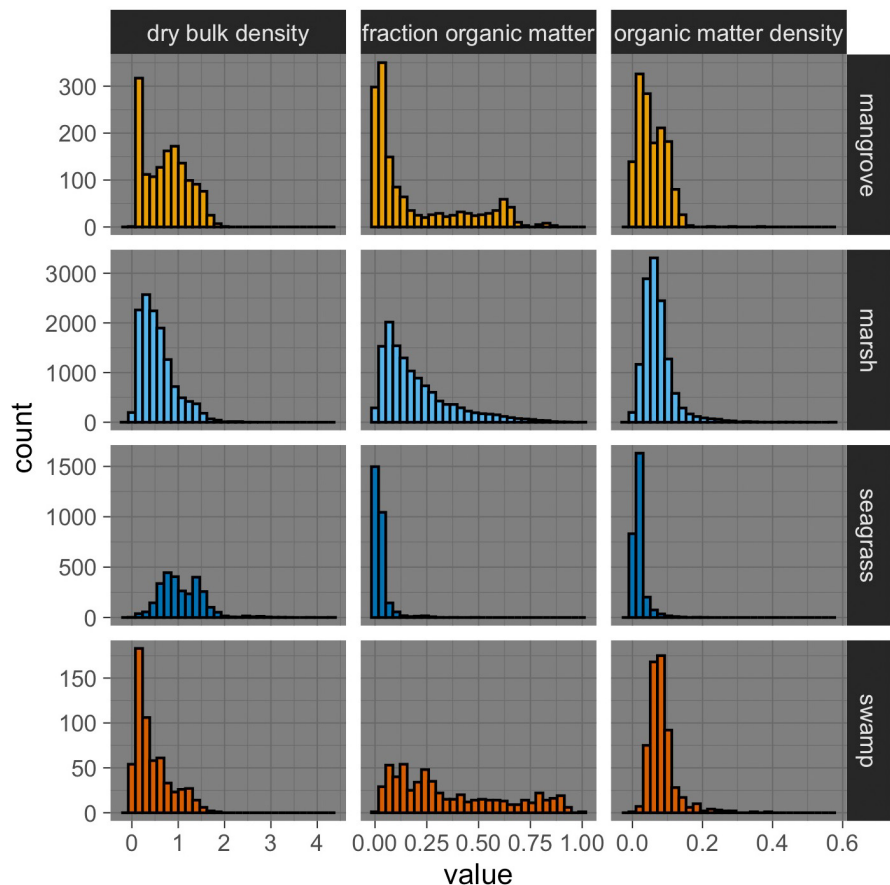 dry bulk density fraction organic matter organic matter density
300
200
100
0
mangrove
3000
2000
1000
0
marsh
1500
1000
500
0
seagrass
150
100
50
0
swamp
count
0 1 2 3 4 0.00 0.25 0.50 0.75 1.00 0.0 0.2 0.4 0.6
value